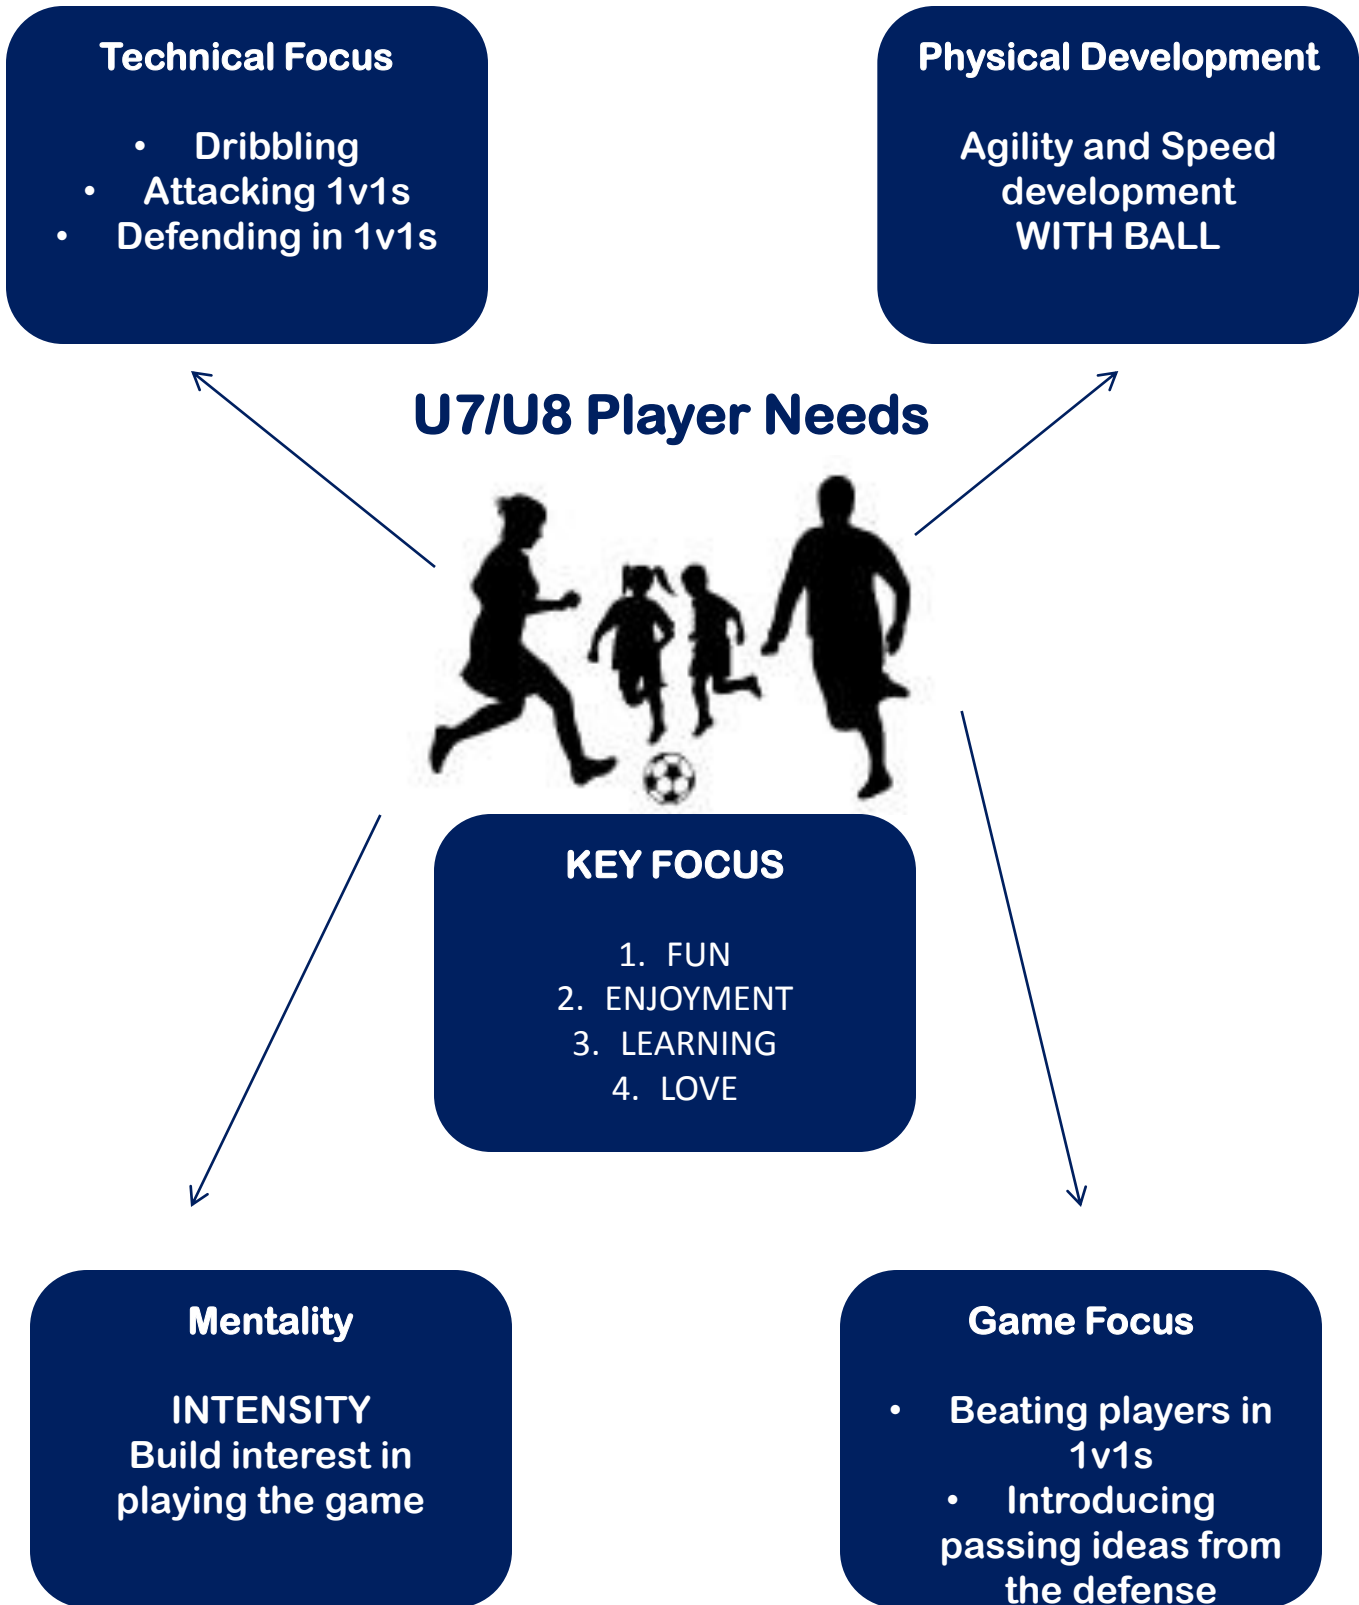 Technical Focus
• Dribbling
• Attacking 1v1s
• Defending in 1v1s
Physical Development
Agility and Speed
development
WITH BALL
U7/U8 Player Needs
KEY FOCUS
1. FUN
2. ENJOYMENT
3. LEARNING
4. LOVE
Mentality
INTENSITY
Build interest in
playing the game
Game Focus
• Beating players in
1v1s
• Introducing
passing ideas from
the defense